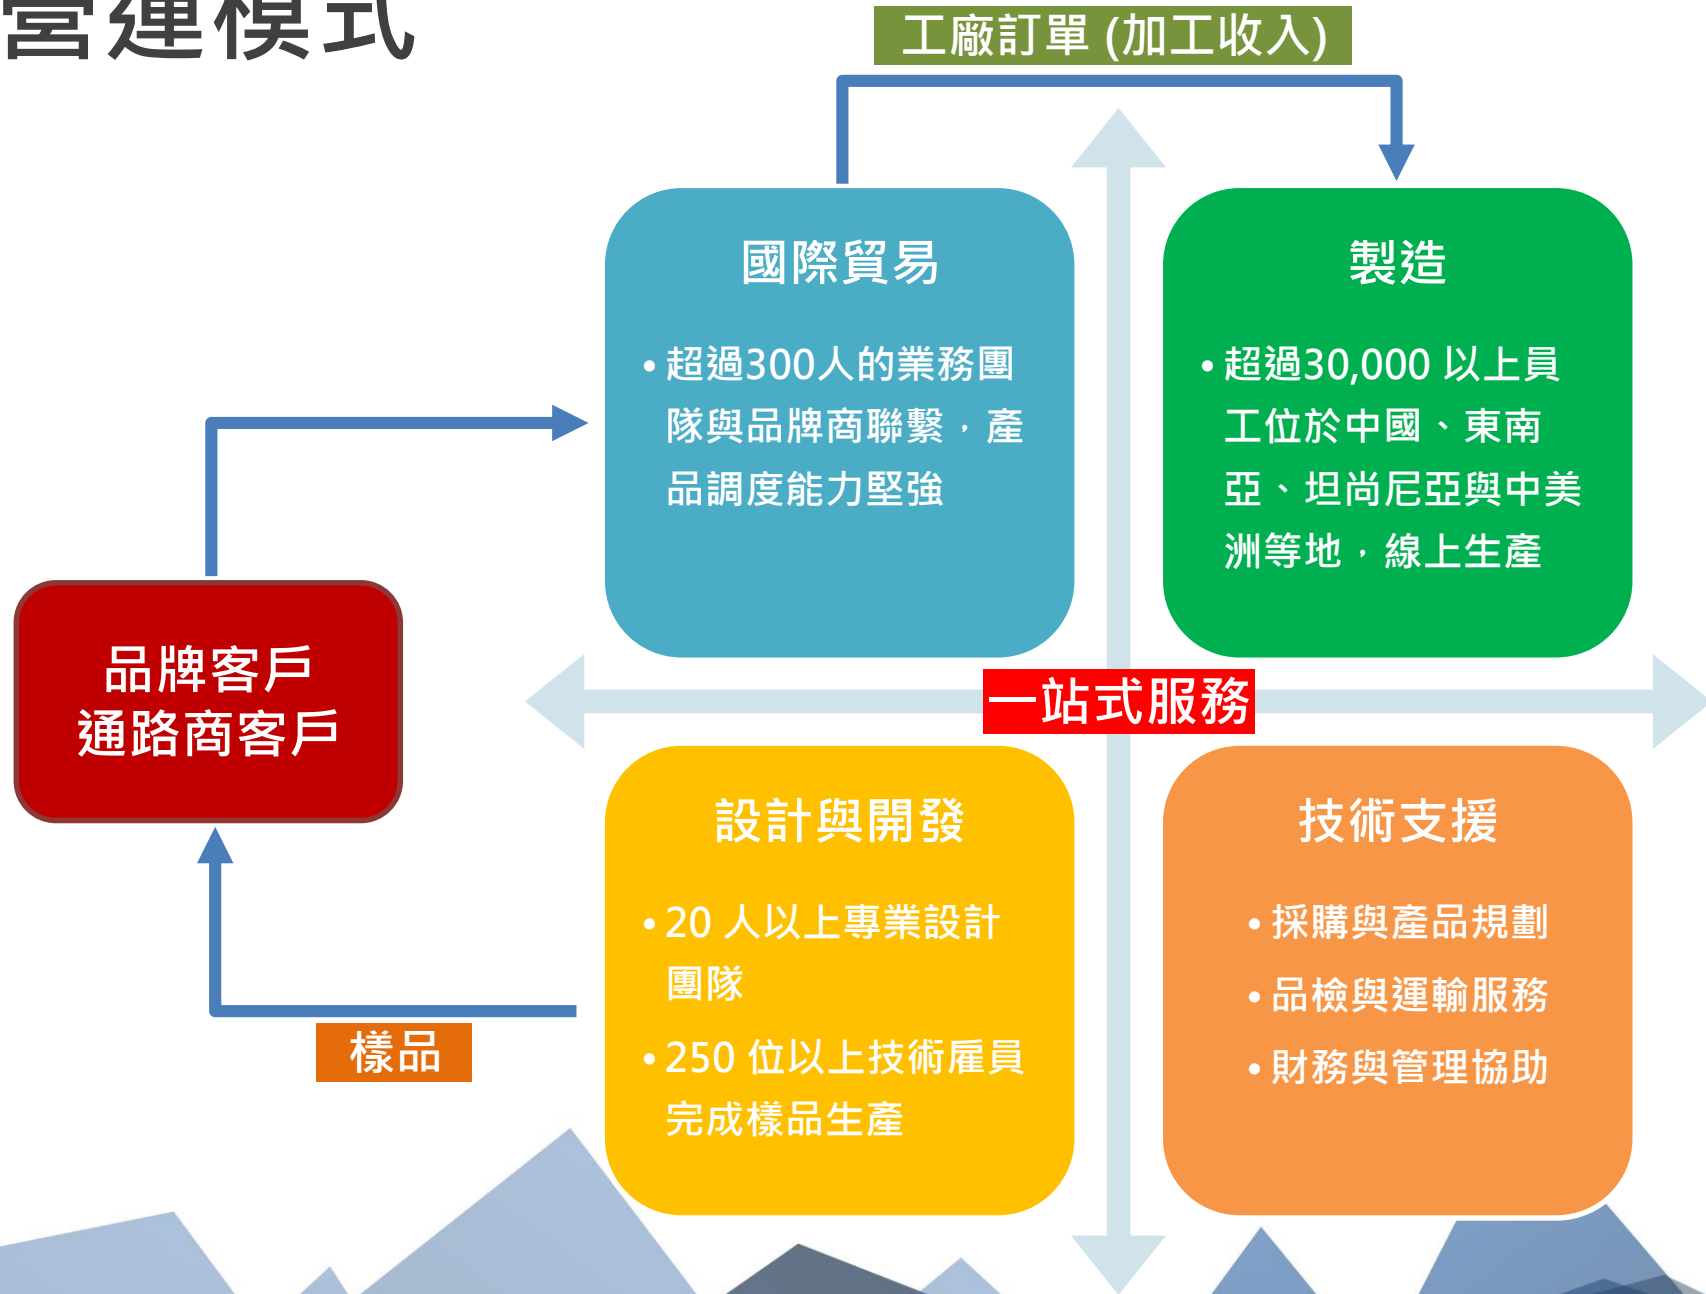 營運模式
工廠訂單 (加工收入)
國際貿易
• 超過300人的業務團
隊與品牌商聯繫，產
品調度能力堅強
製造
• 超過30,000 以上員
工位於中國、東南
亞、坦尚尼亞與中美
洲等地，線上生產
品牌客戶
通路商客戶
一站式服務
設計與開發
• 20 人以上專業設計
團隊
• 250 位以上技術雇員
完成樣品生產
技術支援
• 採購與產品規劃
• 品檢與運輸服務
• 財務與管理協助
樣品